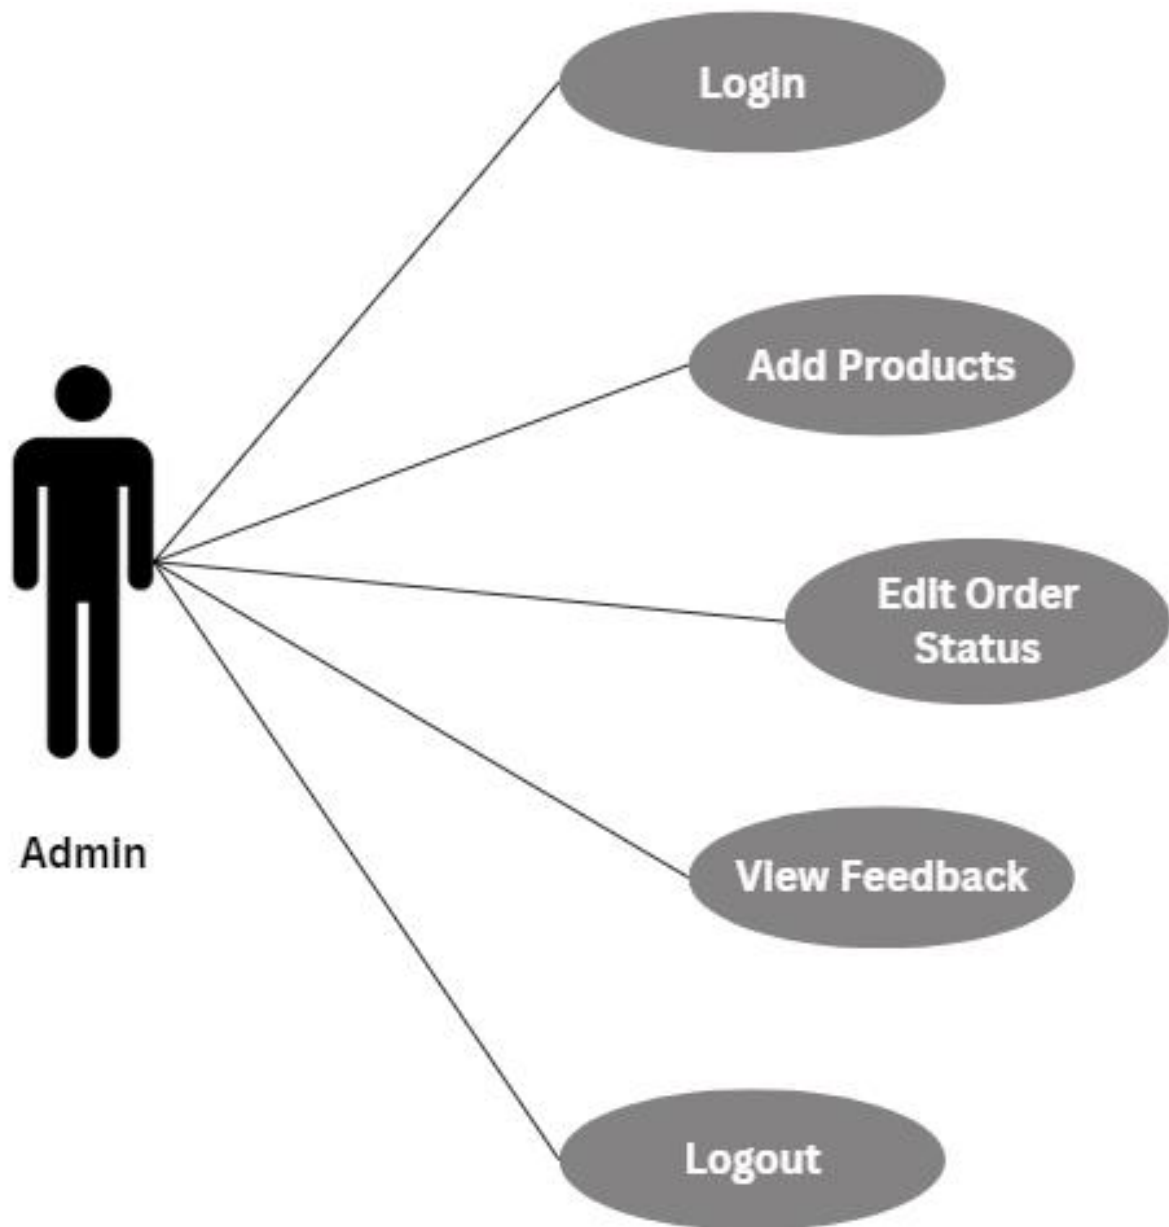 Login
Add Products
Edit Order
Status
Admin
View Feedback
Logout